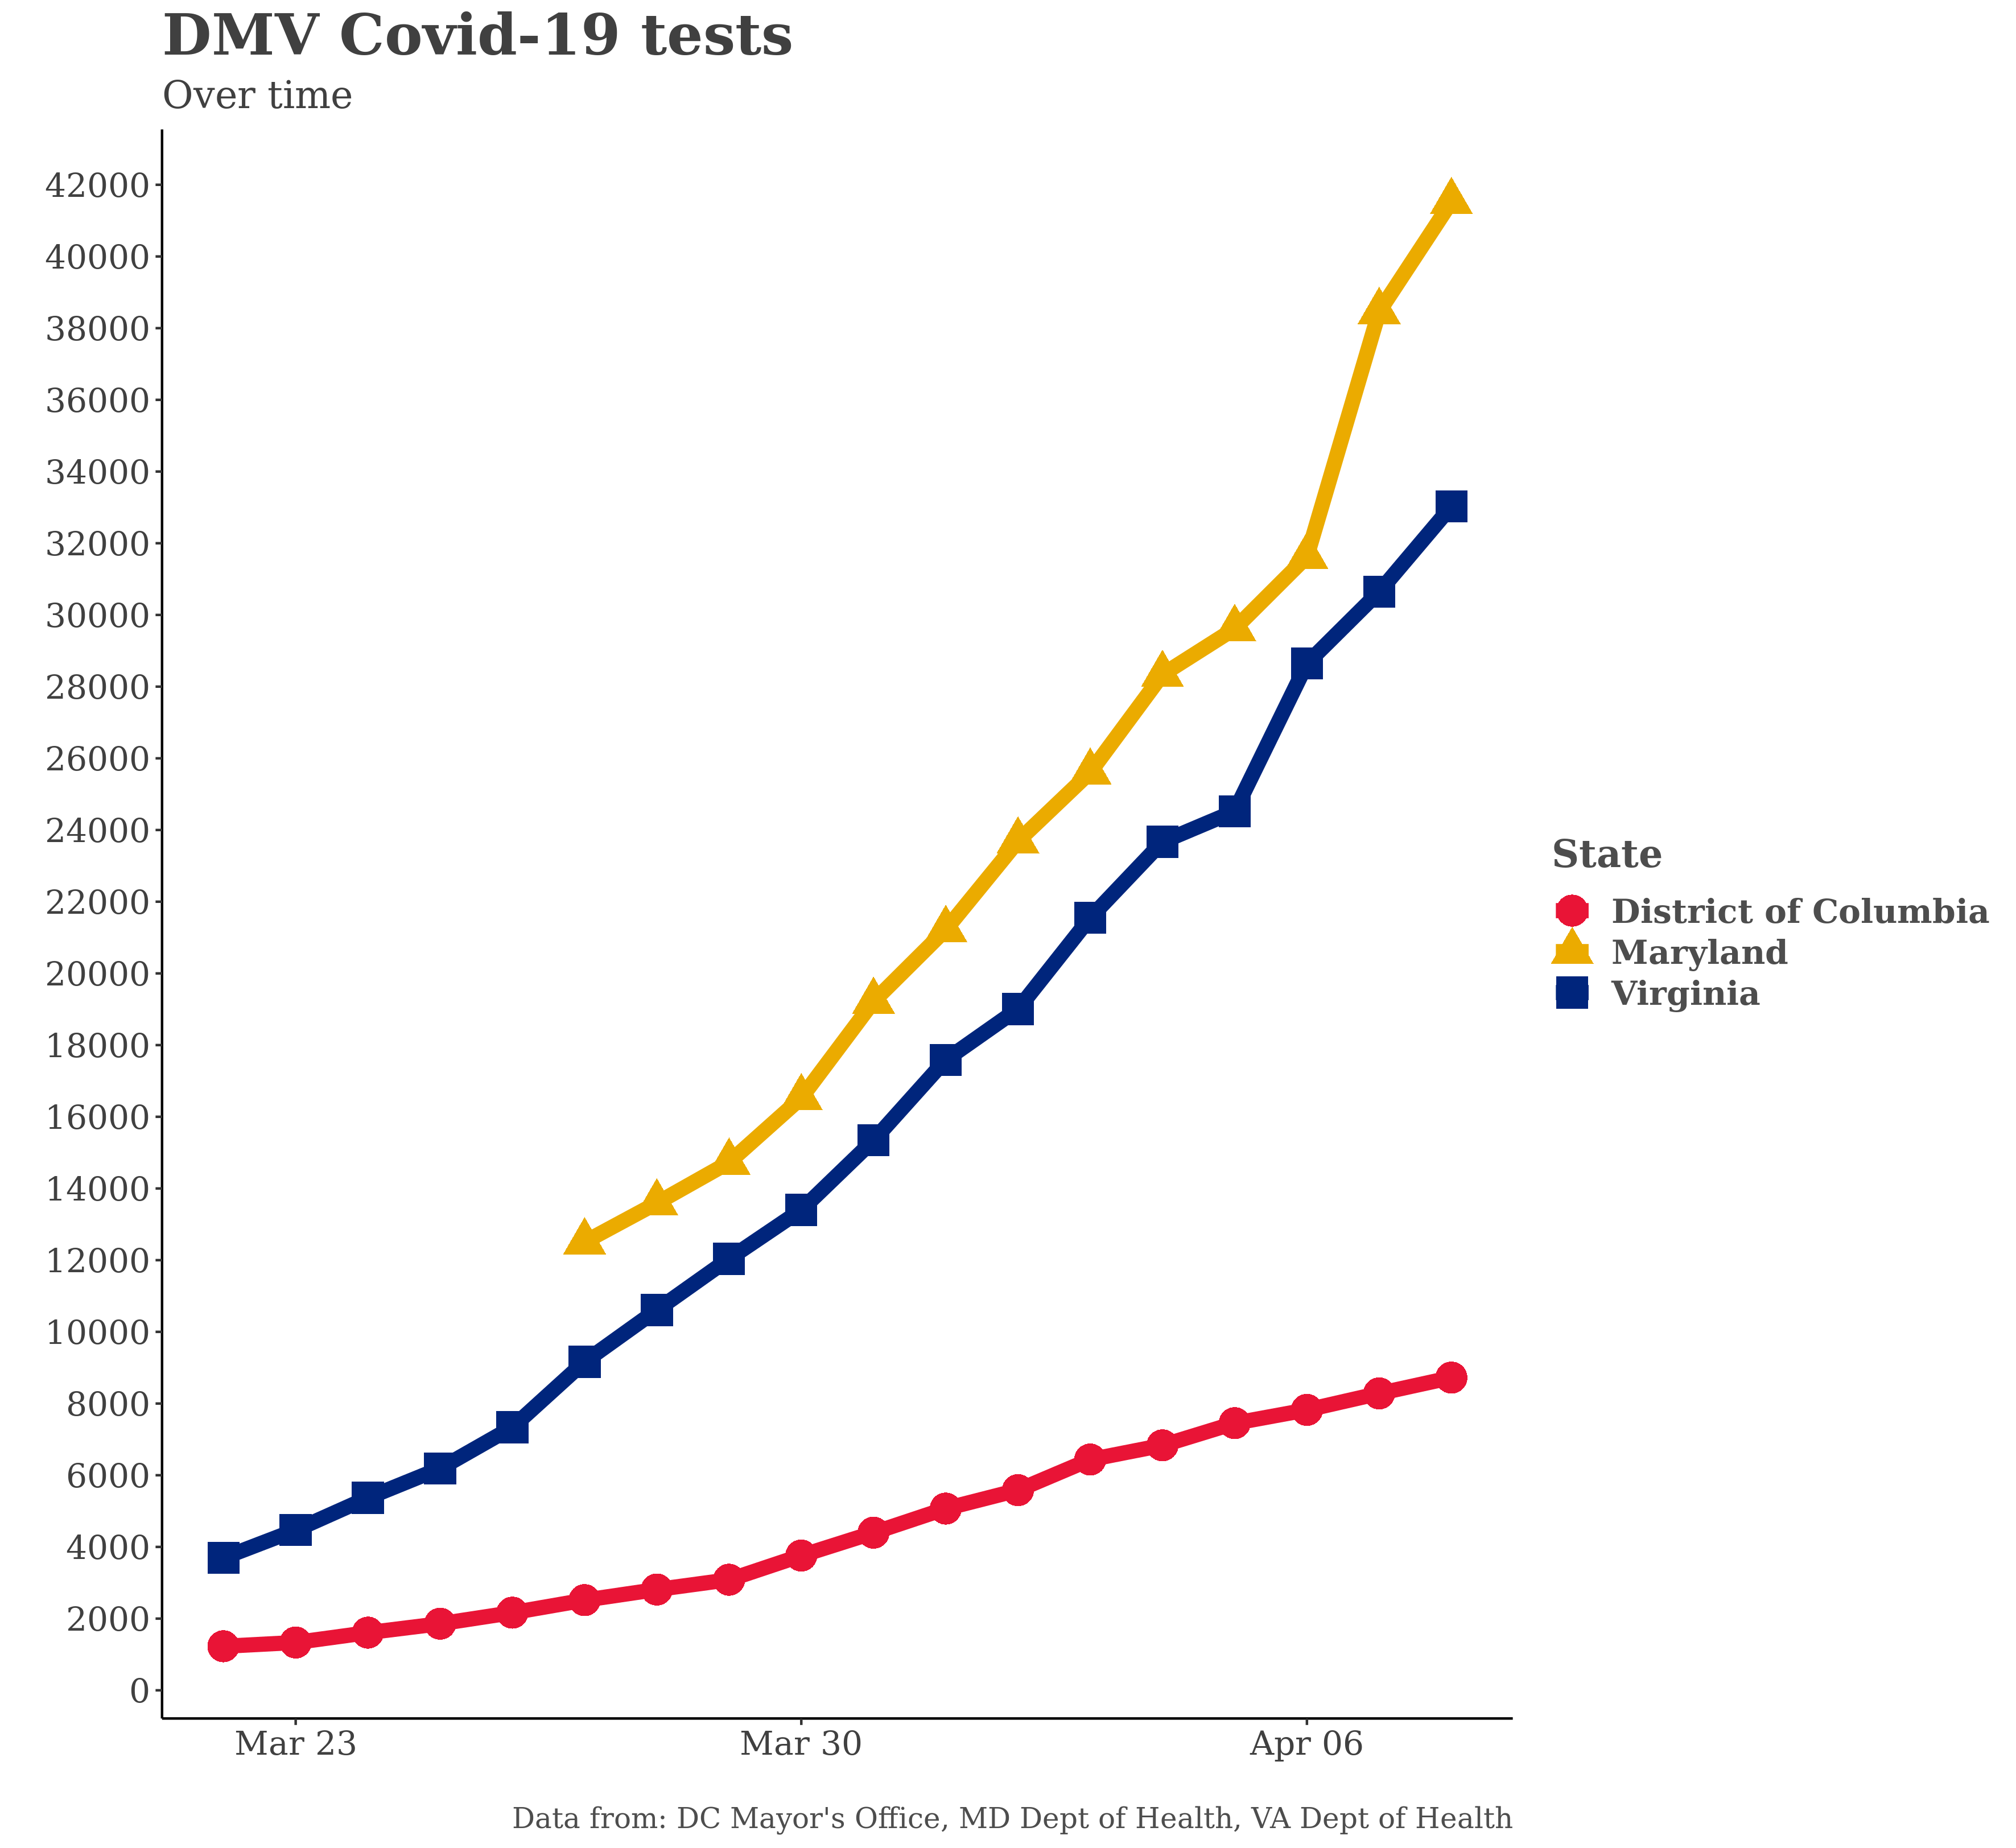 DMV Covid-19 tests
Over time
42000
40000
38000
36000
34000
32000
30000
28000
26000
24000
22000
20000
18000
16000
14000
12000
10000
8000
6000
4000
2000
0
Mar 23
Mar 30
Apr 06
State
District of Columbia
Maryland
Virginia
Data from: DC Mayor's Office, MD Dept of Health, VA Dept of Health